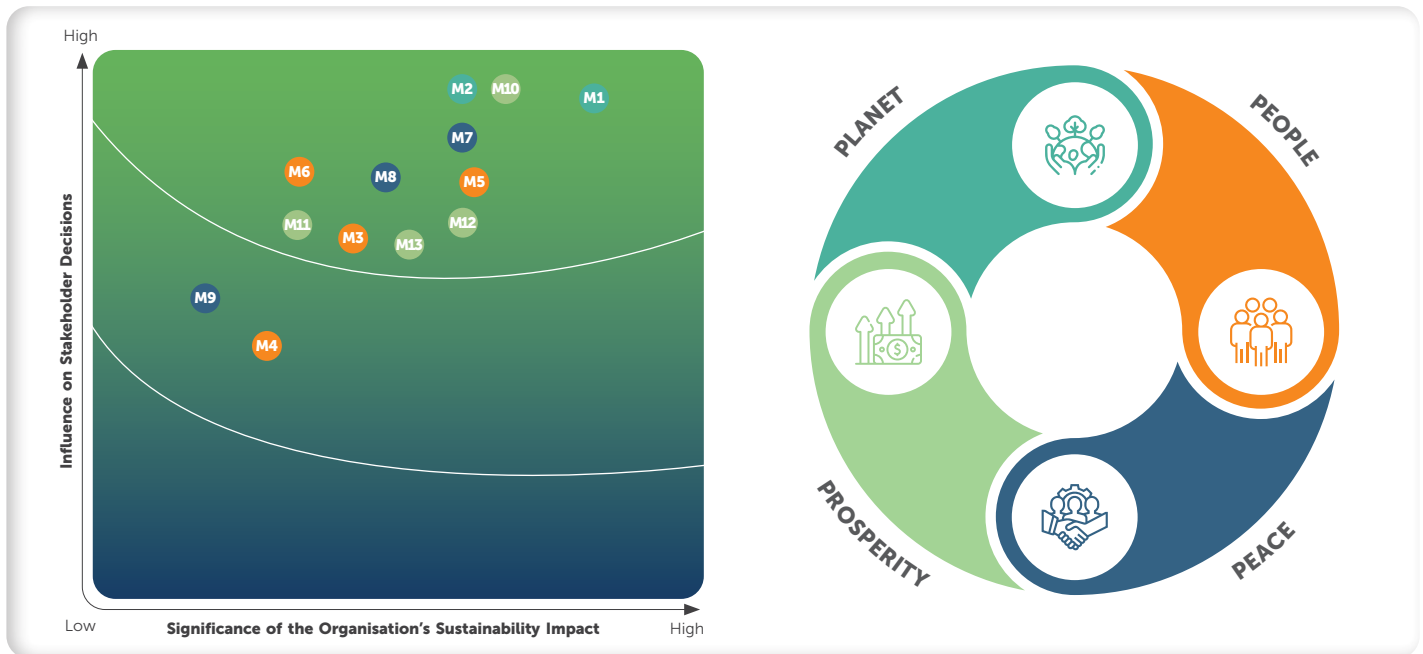 High
Influence on Stakeholder Decisions
M2
M10
M1
M7
M6
M8
M5
M11
M12
M3
M13
M9
M4
Low
Significance of the Organisation's Sustainability Impact
High
PLANET
PEOPLE
$
PROSPERITY
PEACE